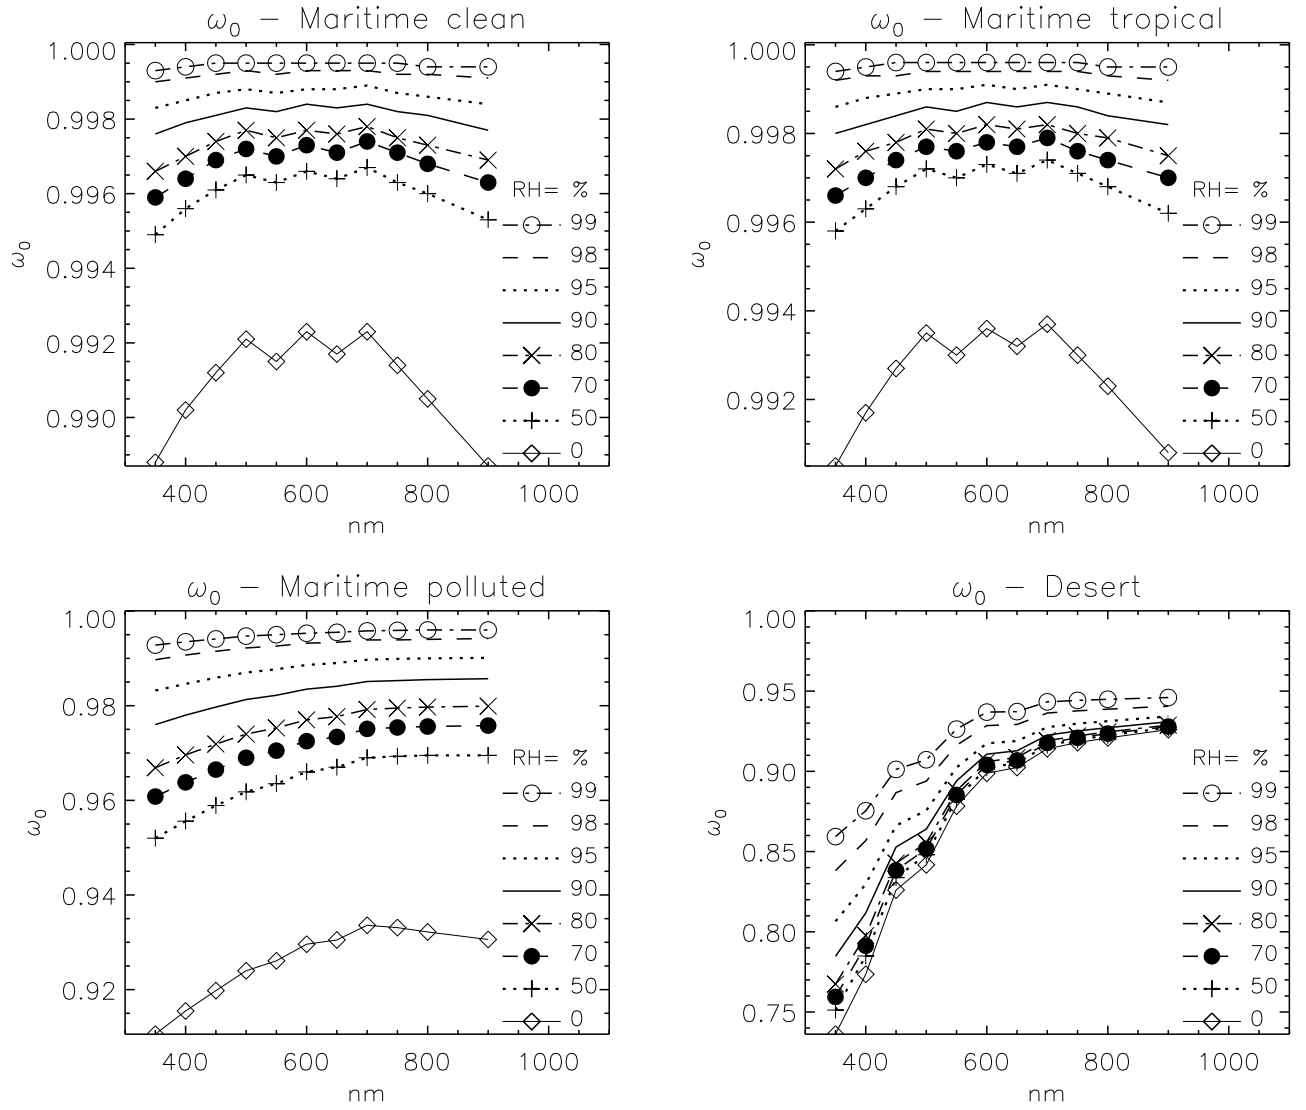 ω₀ − Maritime clean
1.000
0.998
0.996
0.994
0.992
0.990
ω₀
RH= %
99
98
95
90
80
70
50
0
400 600 800 1000
nm
ω₀ − Maritime tropical
1.000
0.998
0.996
0.994
0.992
ω₀
RH= %
99
98
95
90
80
70
50
0
400 600 800 1000
nm
ω₀ − Maritime polluted
1.00
0.98
0.96
0.94
0.92
ω₀
RH= %
99
98
95
90
80
70
50
0
400 600 800 1000
nm
ω₀ − Desert
1.00
0.95
0.90
0.85
0.80
0.75
ω₀
RH= %
99
98
95
90
80
70
50
0
400 600 800 1000
nm